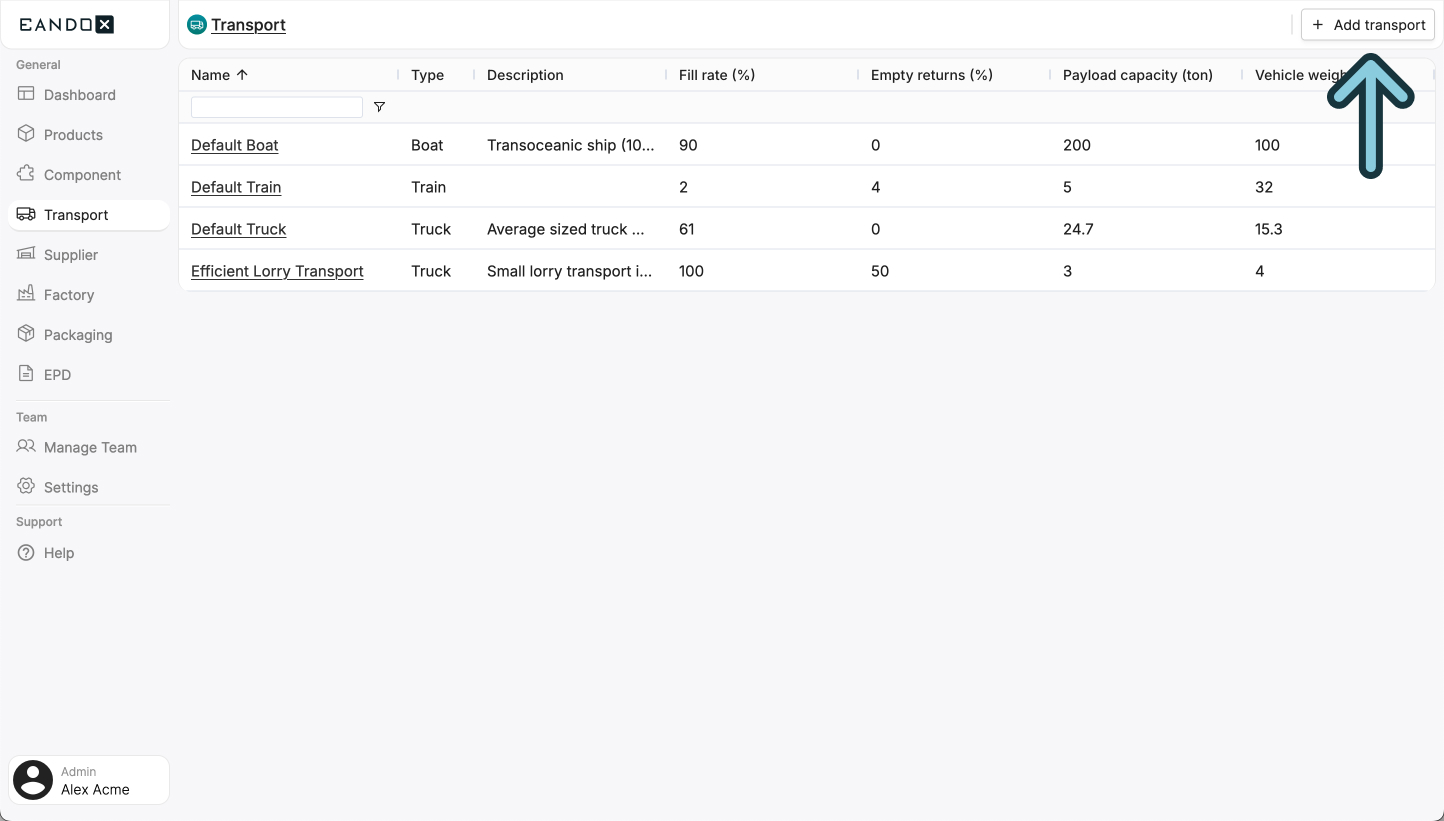 EANDOX
Transport
+ Add transport
General
Dashboard
Products
Component
Transport
Supplier
Factory
Packaging
EPD
Team
Manage Team
Settings
Support
Help
Admin
Alex Acme
Name Type Description Fill rate (%) Empty returns (%) Payload capacity (ton) Vehicle
Default Boat Boat Transoceanic ship (10... 90 0 200 100
Default Train Train 2 4 5 32
Default Truck Truck Average sized truck ... 61 0 24.7 15.3
Efficient Lorry Transport Truck Small lorry transport i... 100 50 3 4